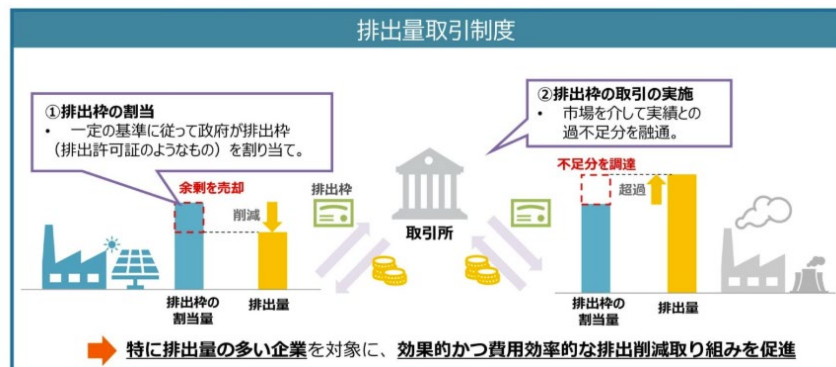 排出量取引制度
①排出枠の割当
• 一定の基準に従って政府が排出枠
（排出許可証のようなもの）を割り当て。
②排出枠の取引の実施
• 市場を介して実績との
過不足分を融通。
余剰を売却
排出枠
削減
取引所
不足分を調達
超過
排出枠の
割当量
排出量
排出枠の
割当量
排出量
特に排出量の多い企業を対象に、効果的かつ費用効率的な排出削減取り組みを促進